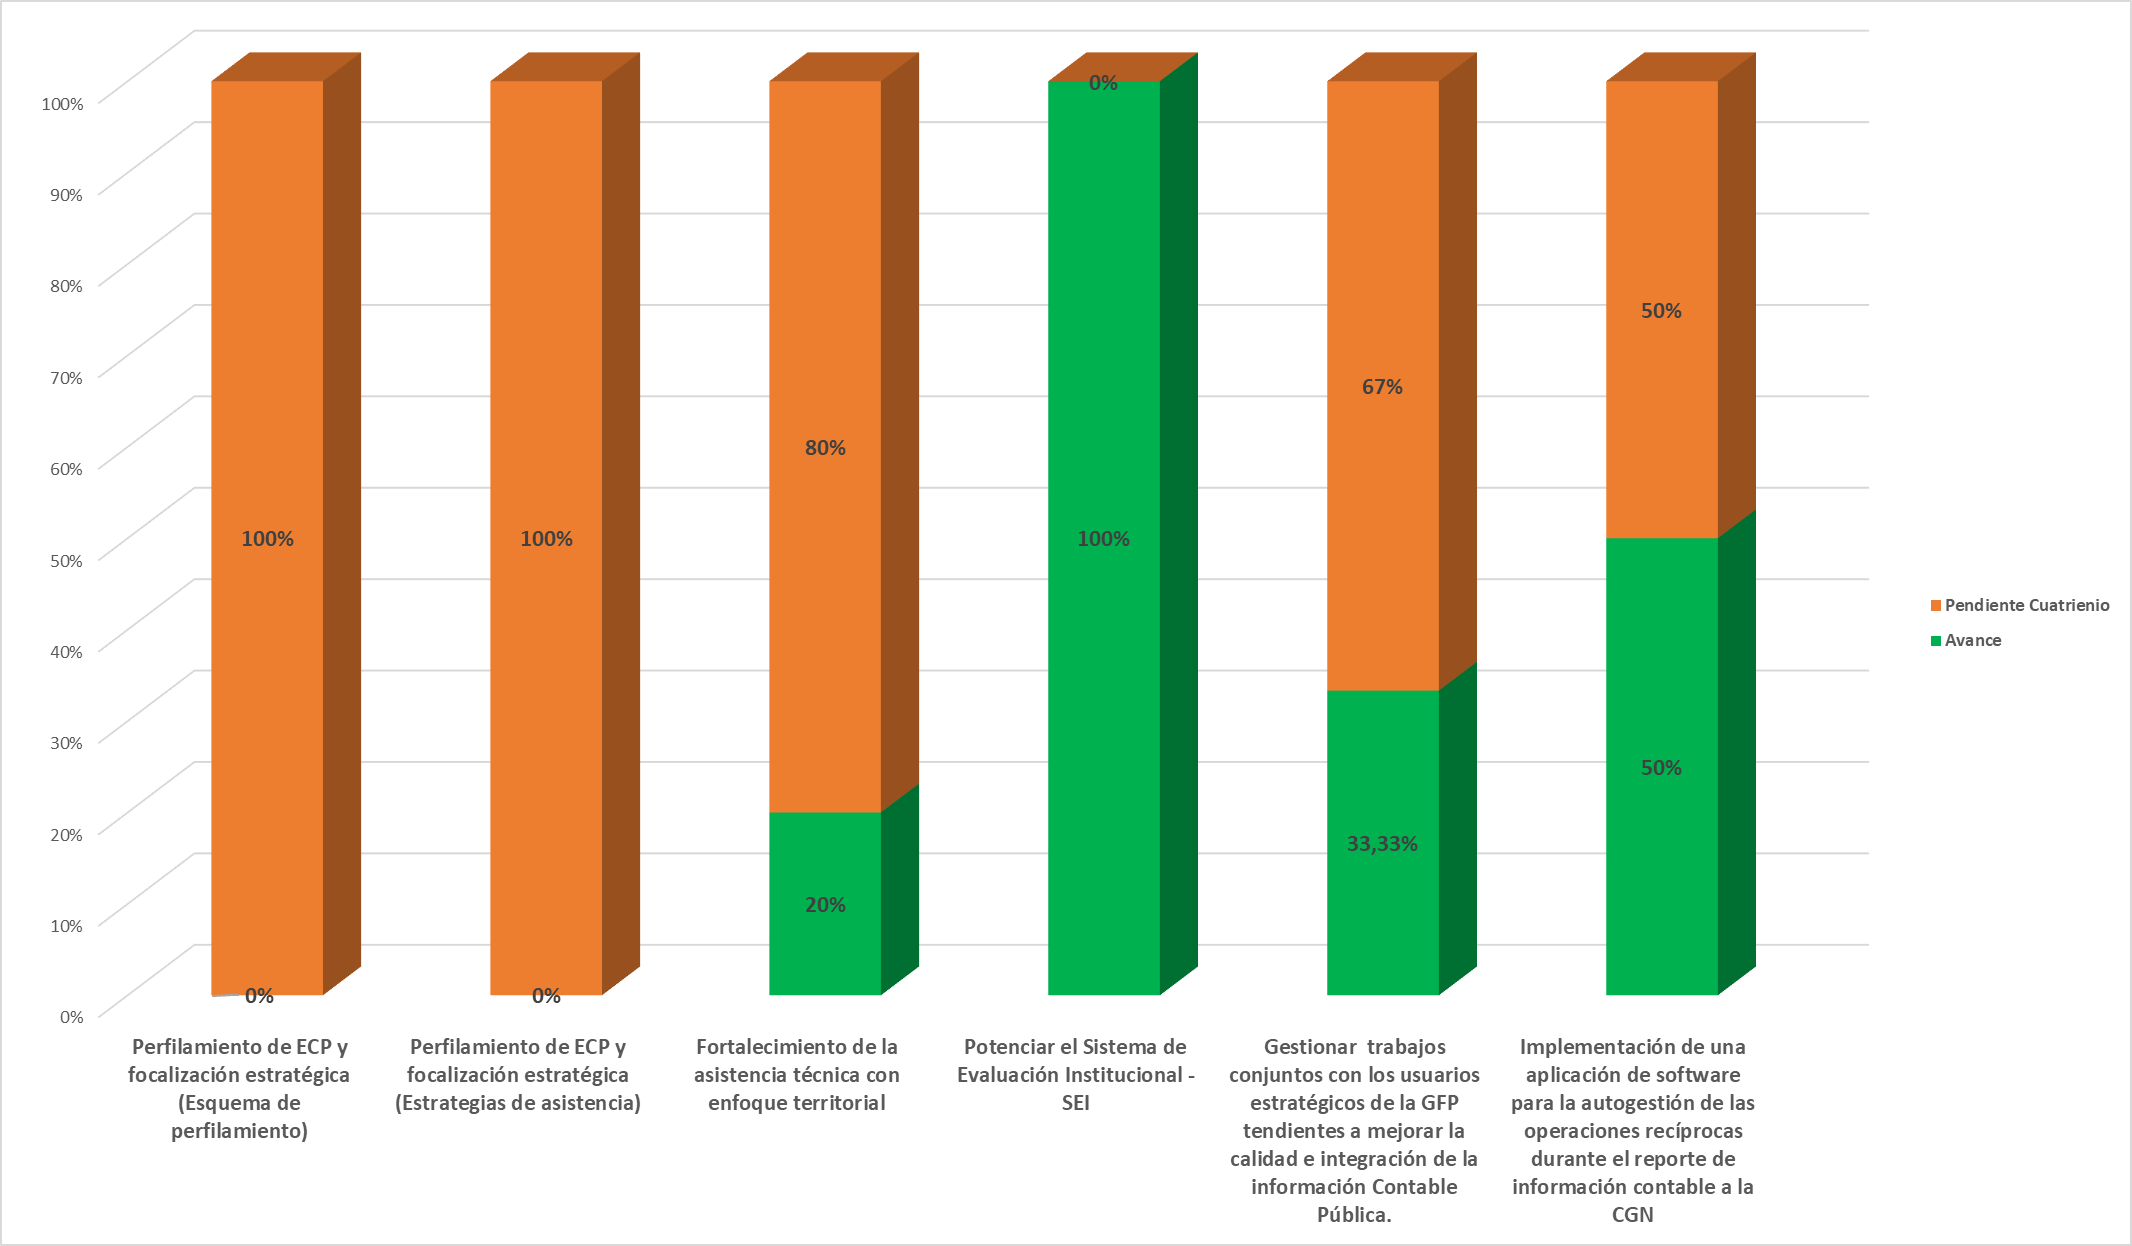 100%
90%
80%
70%
60%
50%
40%
30%
20%
10%
0%
100%
0%
100%
0%
80%
20%
0%
100%
67%
33,33%
50%
50%
Perfilamiento de ECP y
focalización estratégica
(Esquema de
perfilamiento)
Perfilamiento de ECP y
focalización estratégica
(Estrategias de asistencia)
Fortalecimiento de la
asistencia técnica con
enfoque territorial
Potenciar el Sistema de
Evaluación Institucional -
SEI
Gestionar  trabajos
conjuntos con los usuarios
estratégicos de la GFP
tendientes a mejorar la
calidad e integración de la
información Contable
Pública.
Implementación de una
aplicación de software
para la autogestión de las
operaciones recíprocas
durante el reporte de
información contable a la
CGN
Pendiente Cuatrienio
Avance